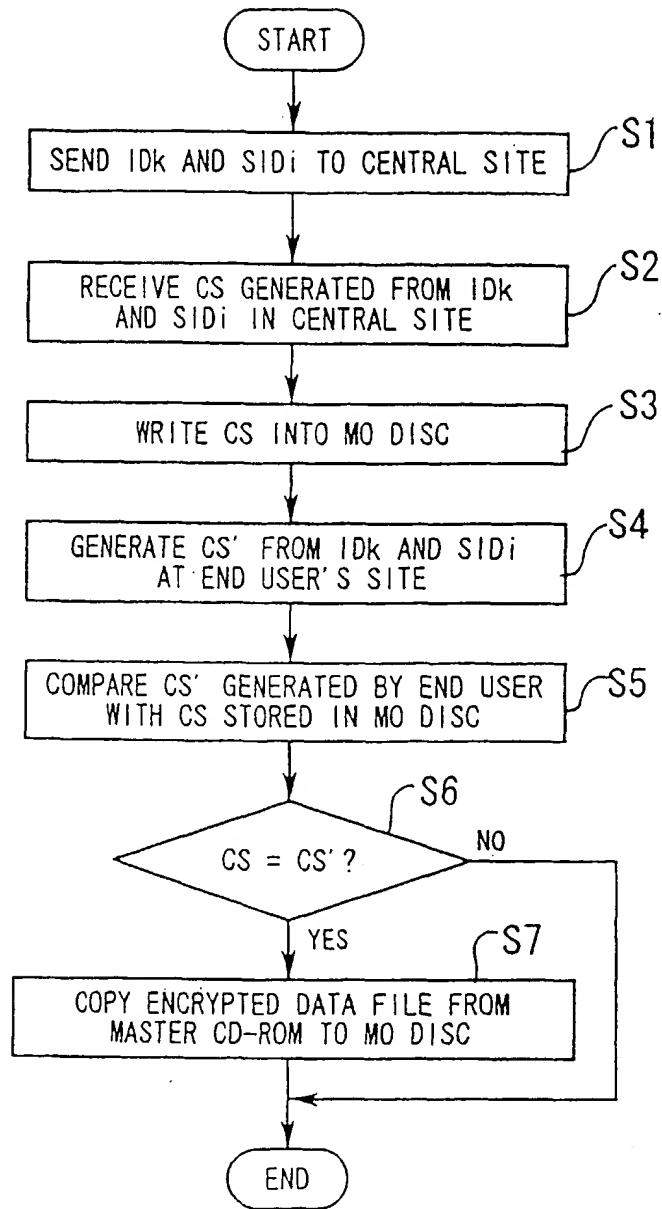 START
S1
SEND IDk AND SIDi TO CENTRAL SITE
S2
RECEIVE CS GENERATED FROM IDk
AND SIDi IN CENTRAL SITE
S3
WRITE CS INTO MO DISC
S4
GENERATE CS' FROM IDk AND SIDi
AT END USER'S SITE
S5
COMPARE CS' GENERATED BY END USER
WITH CS STORED IN MO DISC
S6
CS = CS'?
NO
YES
S7
COPY ENCRYPTED DATA FILE FROM
MASTER CD-ROM TO MO DISC
END